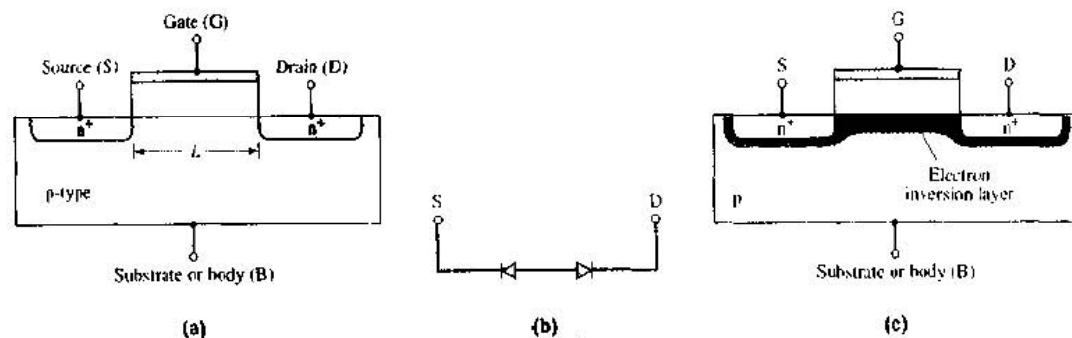 Gate (G)
Source (S)
Drain (D)
n+
n+
L
p-type
Substrate or body (B)
(a)
S
D
(b)
G
S
D
n+
n+
Electron
inversion layer
p
Substrate or body (B)
(c)